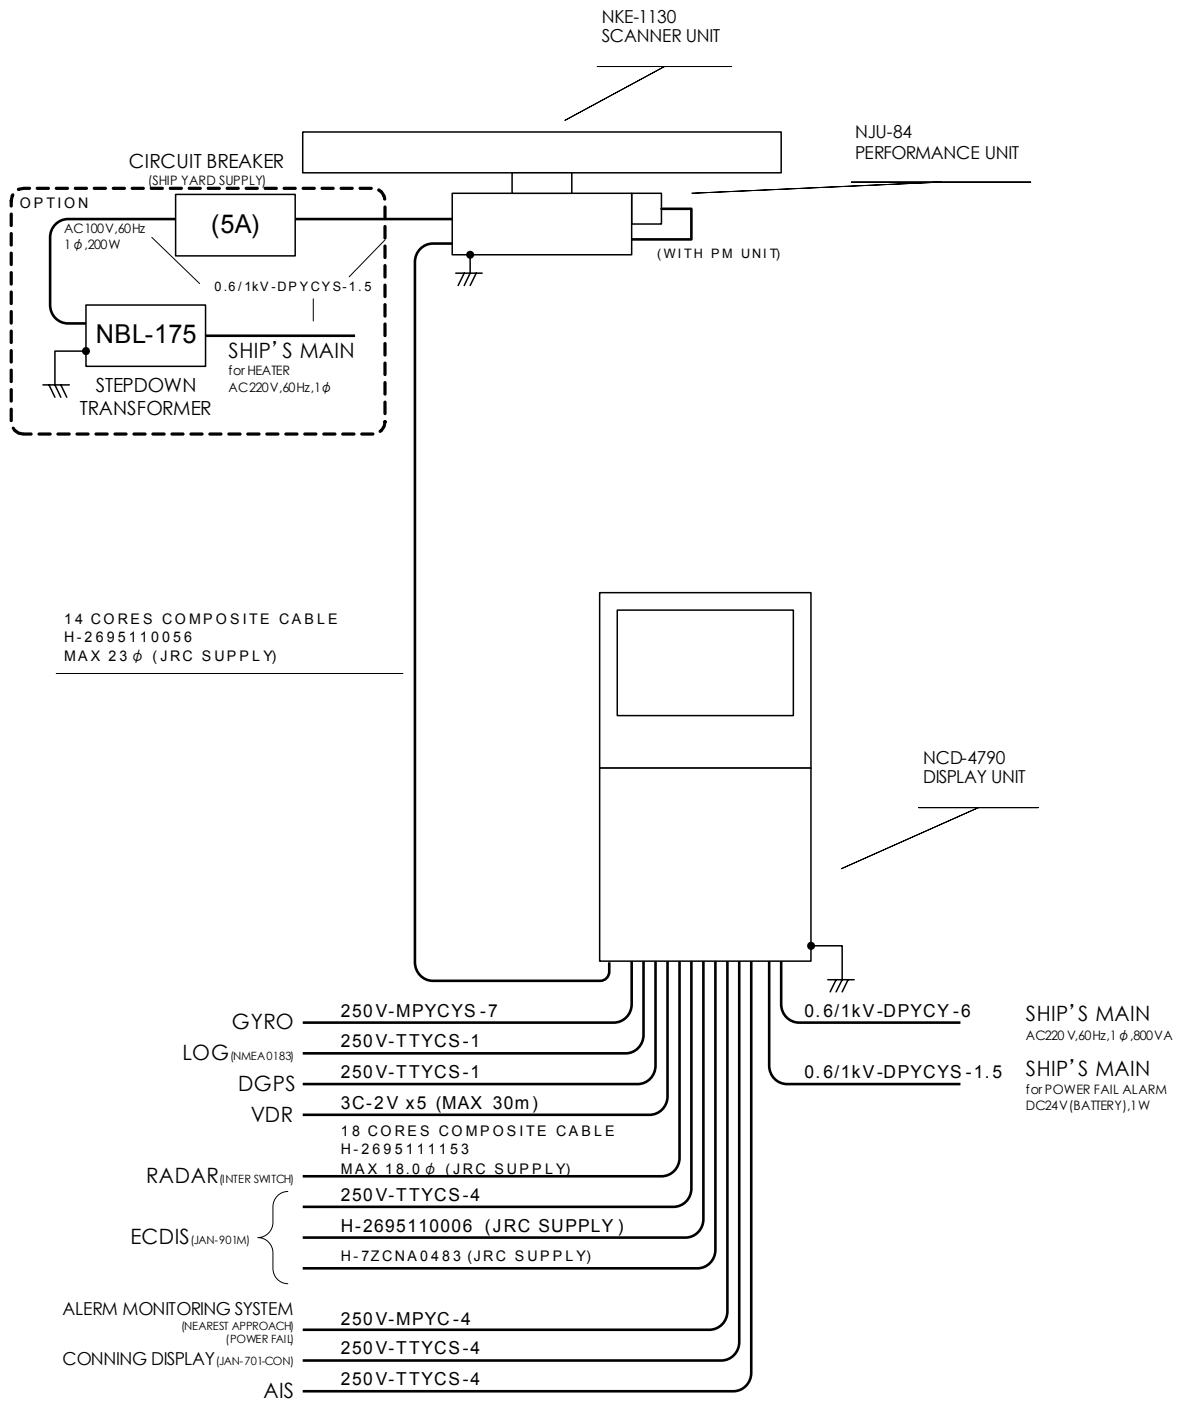 NKE-1130
SCANNER UNIT
NJU-84
PERFORMANCE UNIT
CIRCUIT BREAKER
(SHIP YARD SUPPLY)
OPTION
(5A)
AC100V,60Hz
1φ,200W
(WITH PM UNIT)
0.6/1kV-DPYCYS-1.5
NBL-175
SHIP'S MAIN
for HEATER
AC220V,60Hz,1φ
STEPDOWN
TRANSFORMER
14 CORES COMPOSITE CABLE
H-2695110056
MAX 23φ (JRC SUPPLY)
NCD-4790
DISPLAY UNIT
GYRO 250V-MPYCYS-7
LOG(NMEA0183) 250V-TTYCS-1
DGPS 250V-TTYCS-1
VDR 3C-2V x5 (MAX 30m)
18 CORES COMPOSITE CABLE
H-2695111153
RADAR(INTER SWITCH) MAX 18.0φ (JRC SUPPLY)
250V-TTYCS-4
ECDIS(JAN-901M) H-2695110006 (JRC SUPPLY)
H-7ZCNA0483 (JRC SUPPLY)
ALERM MONITORING SYSTEM
(NEAREST APPROACH)
(POWER FAIL)
250V-MPYC-4
CONNING DISPLAY(JAN-701-CON) 250V-TTYCS-4
AIS 250V-TTYCS-4
0.6/1kV-DPYCY-6 SHIP'S MAIN
AC220V,60Hz,1φ,800VA
0.6/1kV-DPYCYS-1.5 SHIP'S MAIN
for POWER FAIL ALARM
DC24V(BATTERY),1W